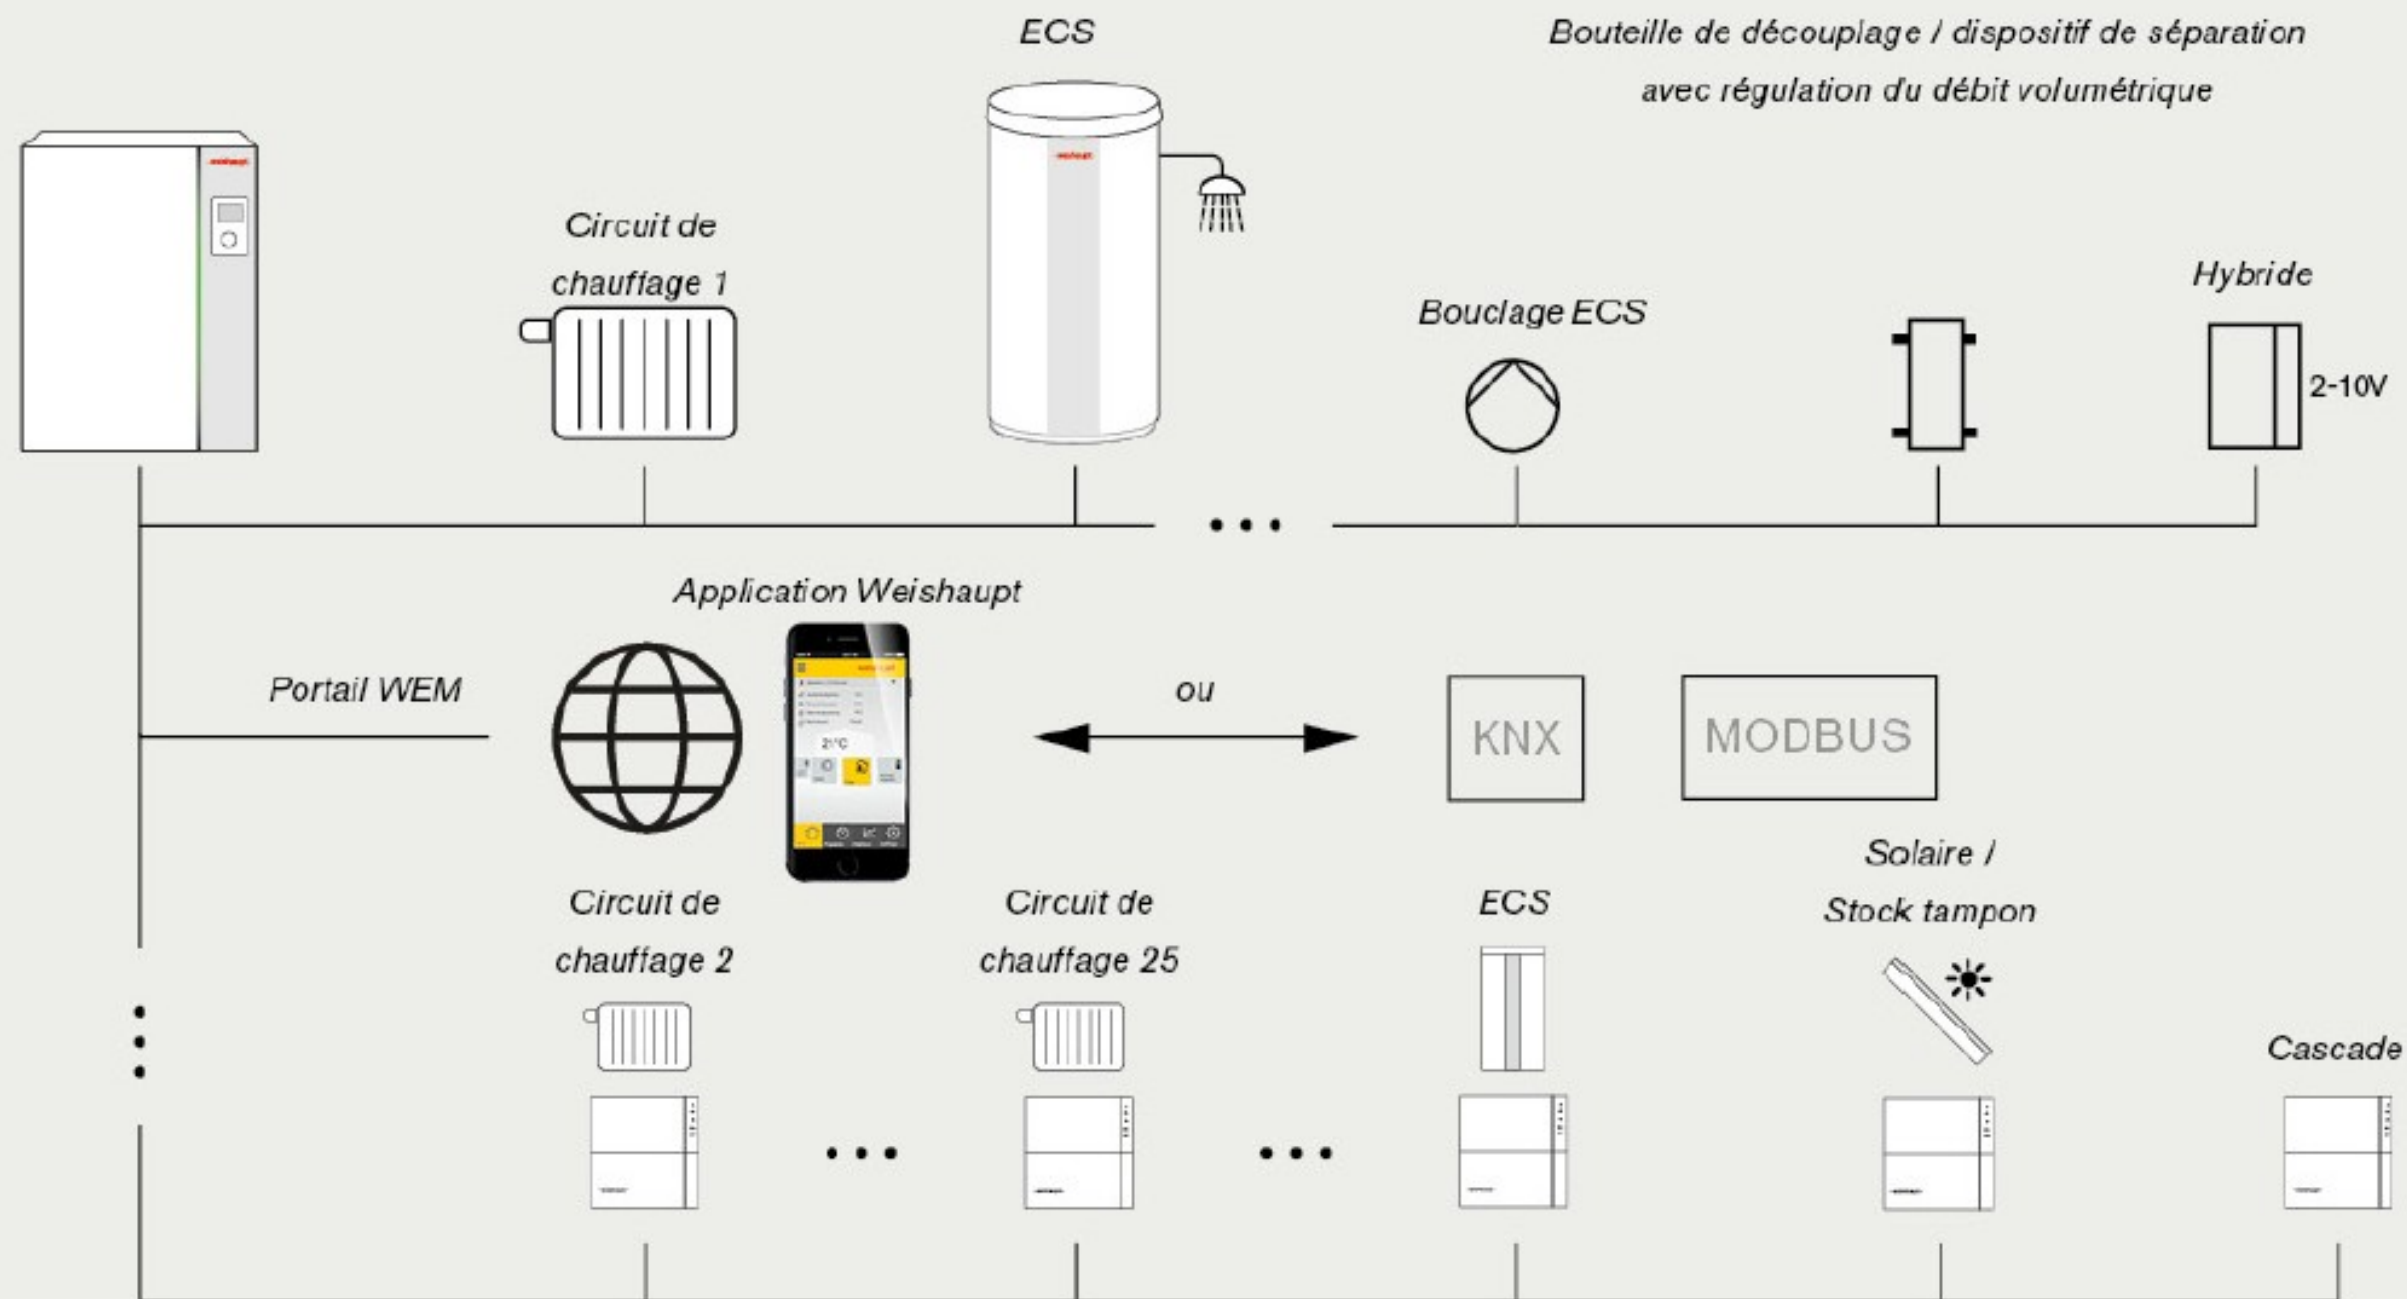 ECS
Bouteille de découplage / dispositif de séparation
avec régulation du débit volumétrique
Circuit de
chauffage 1
Bouclage ECS
Hybride
2-10V
Application Weishaupt
Portail WEM
21°C
ou
KNX
MODBUS
Circuit de
chauffage 2
Circuit de
chauffage 25
ECS
Solaire /
Stock tampon
Cascade